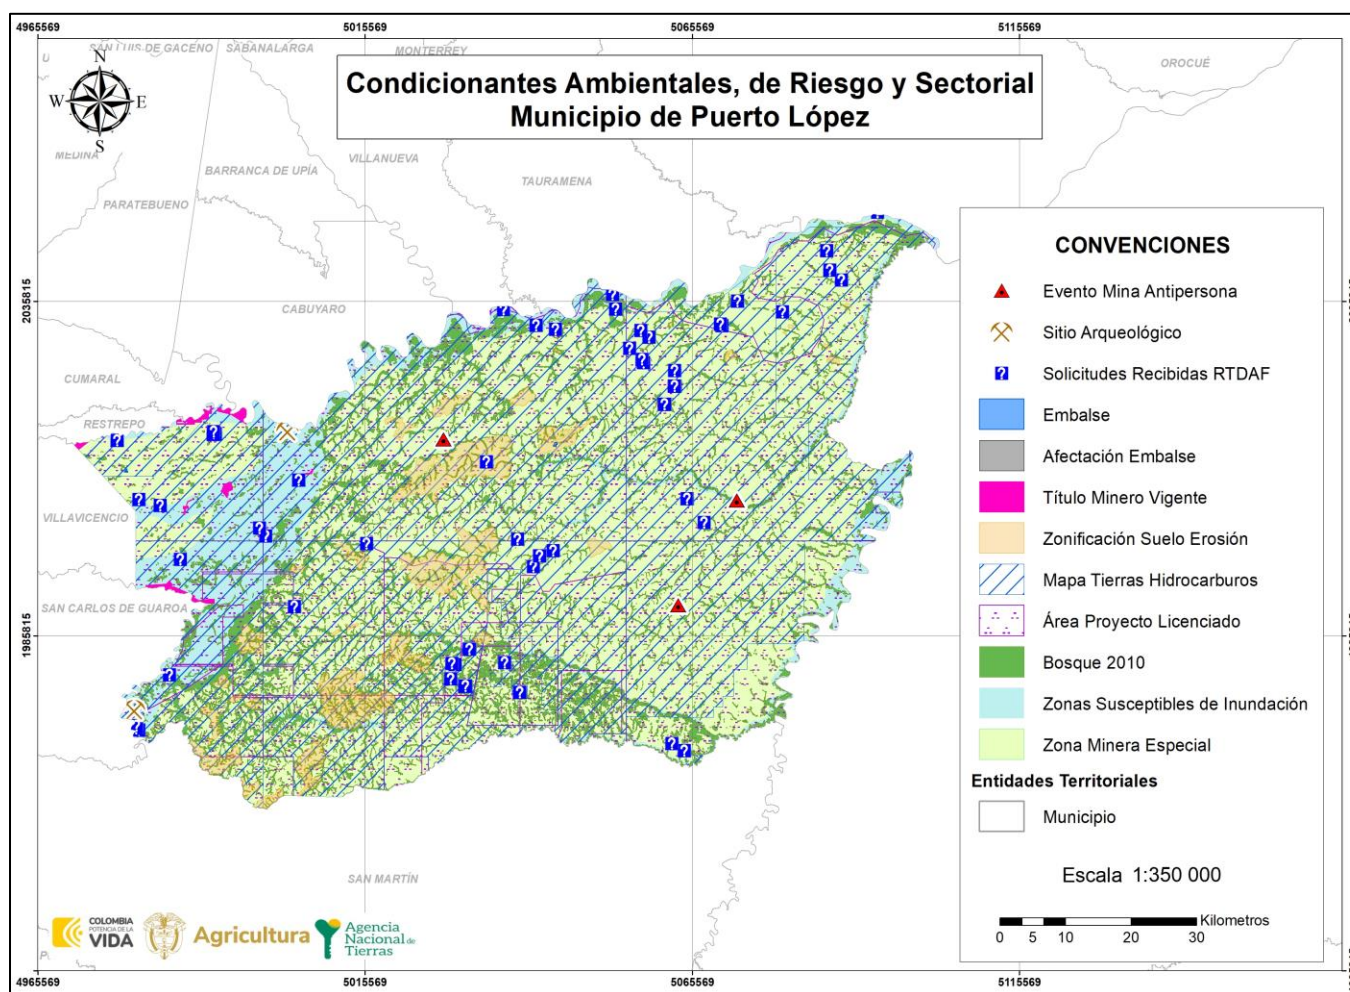 4965569
5015569
5065569
5115569
SAN LUIS DE GACENO
SABANALARGA
MONTERREY
OROCUÉ
N
W
E
S
Condicionantes Ambientales, de Riesgo y Sectorial
Municipio de Puerto López
MEDINA
VILLANUEVA
BARRANCA DE UPÍA
TAURAMENA
PARATEBUENO
CABUYARO
2035815
CUMARAL
RESTREPO
VILLAVICENCIO
SAN CARLOS DE GUAROA
1985815
SAN MARTÍN
CONVENCIONES
Evento Mina Antipersona
Sitio Arqueológico
Solicitudes Recibidas RTDAF
Embalse
Afectación Embalse
Título Minero Vigente
Zonificación Suelo Erosión
Mapa Tierras Hidrocarburos
Área Proyecto Licenciado
Bosque 2010
Zonas Susceptibles de Inundación
Zona Minera Especial
Entidades Territoriales
Municipio
Escala 1:350 000
Kilometros
0 5 10 20 30
COLOMBIA
POTENCIA DE LA
VIDA
Agricultura
Agencia
Nacional de
Tierras
4965569
5015569
5065569
5115569